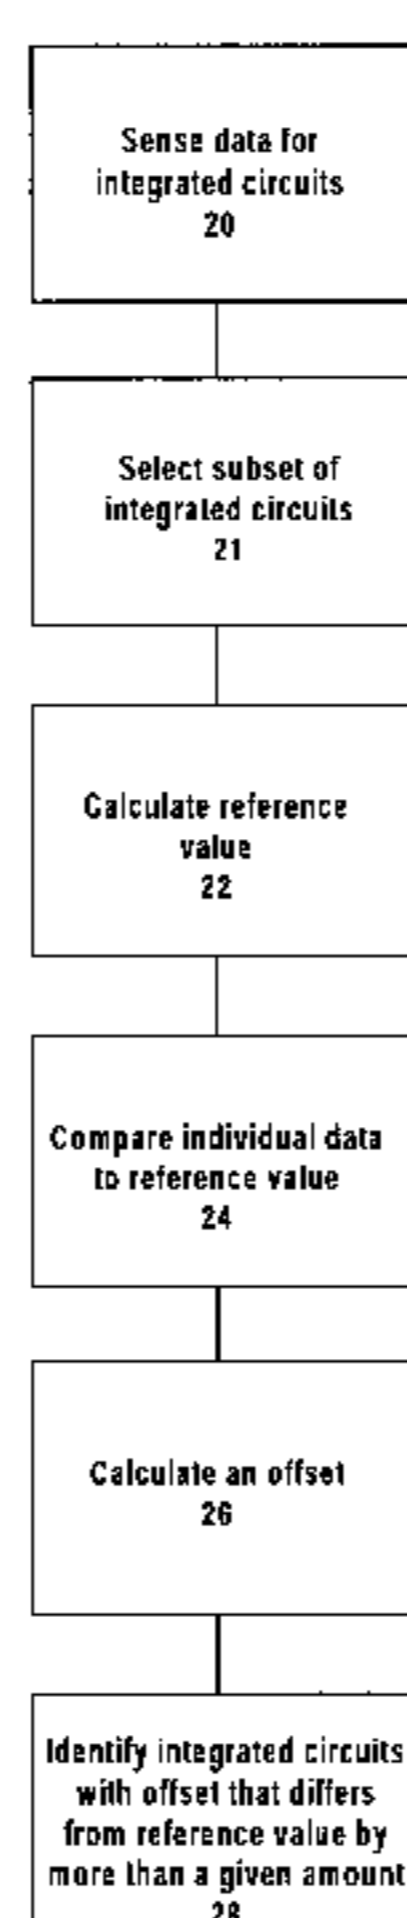 Sense data for
integrated circuits
20
Select subset of
integrated circuits
21
Calculate reference
value
22
Compare individual data
to reference value
24
Calculate an offset
26
Identify integrated circuits
with offset that differs
from reference value by
more than a given amount
28